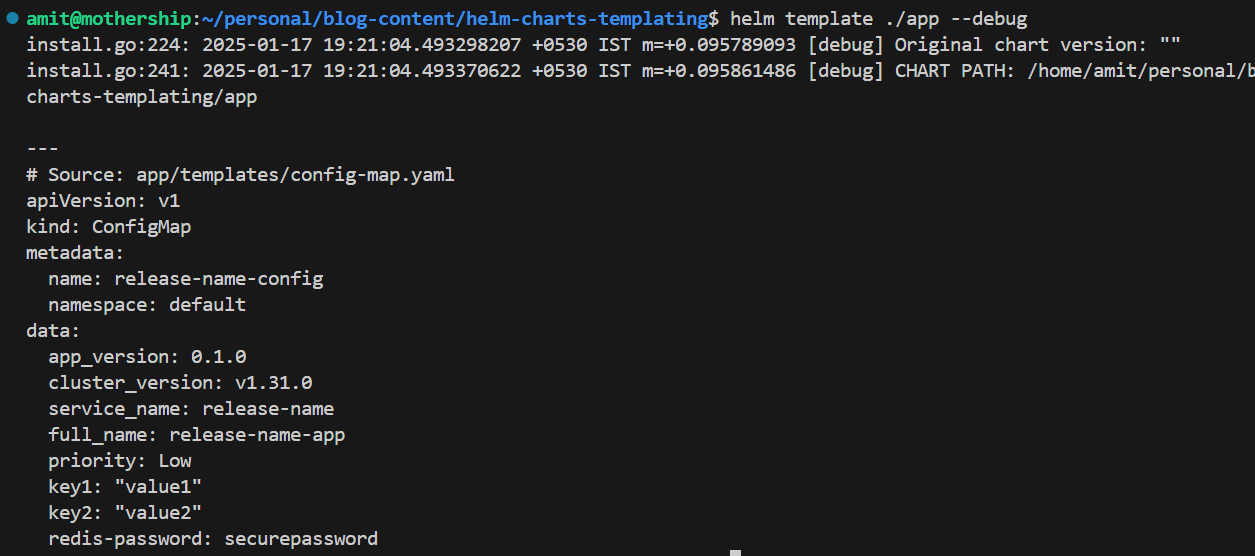 amit@mothership:~/personal/blog-content/helm-charts-templating$ helm template ./app --debug
install.go:224: 2025-01-17 19:21:04.493298207 +0530 IST m=+0.095789093 [debug] Original chart version: ""
install.go:241: 2025-01-17 19:21:04.493370622 +0530 IST m=+0.095861486 [debug] CHART PATH: /home/amit/personal/b
charts-templating/app
---
# Source: app/templates/config-map.yaml
apiVersion: v1
kind: ConfigMap
metadata:
  name: release-name-config
  namespace: default
data:
  app_version: 0.1.0
  cluster_version: v1.31.0
  service_name: release-name
  full_name: release-name-app
  priority: Low
  key1: "value1"
  key2: "value2"
  redis-password: securepassword